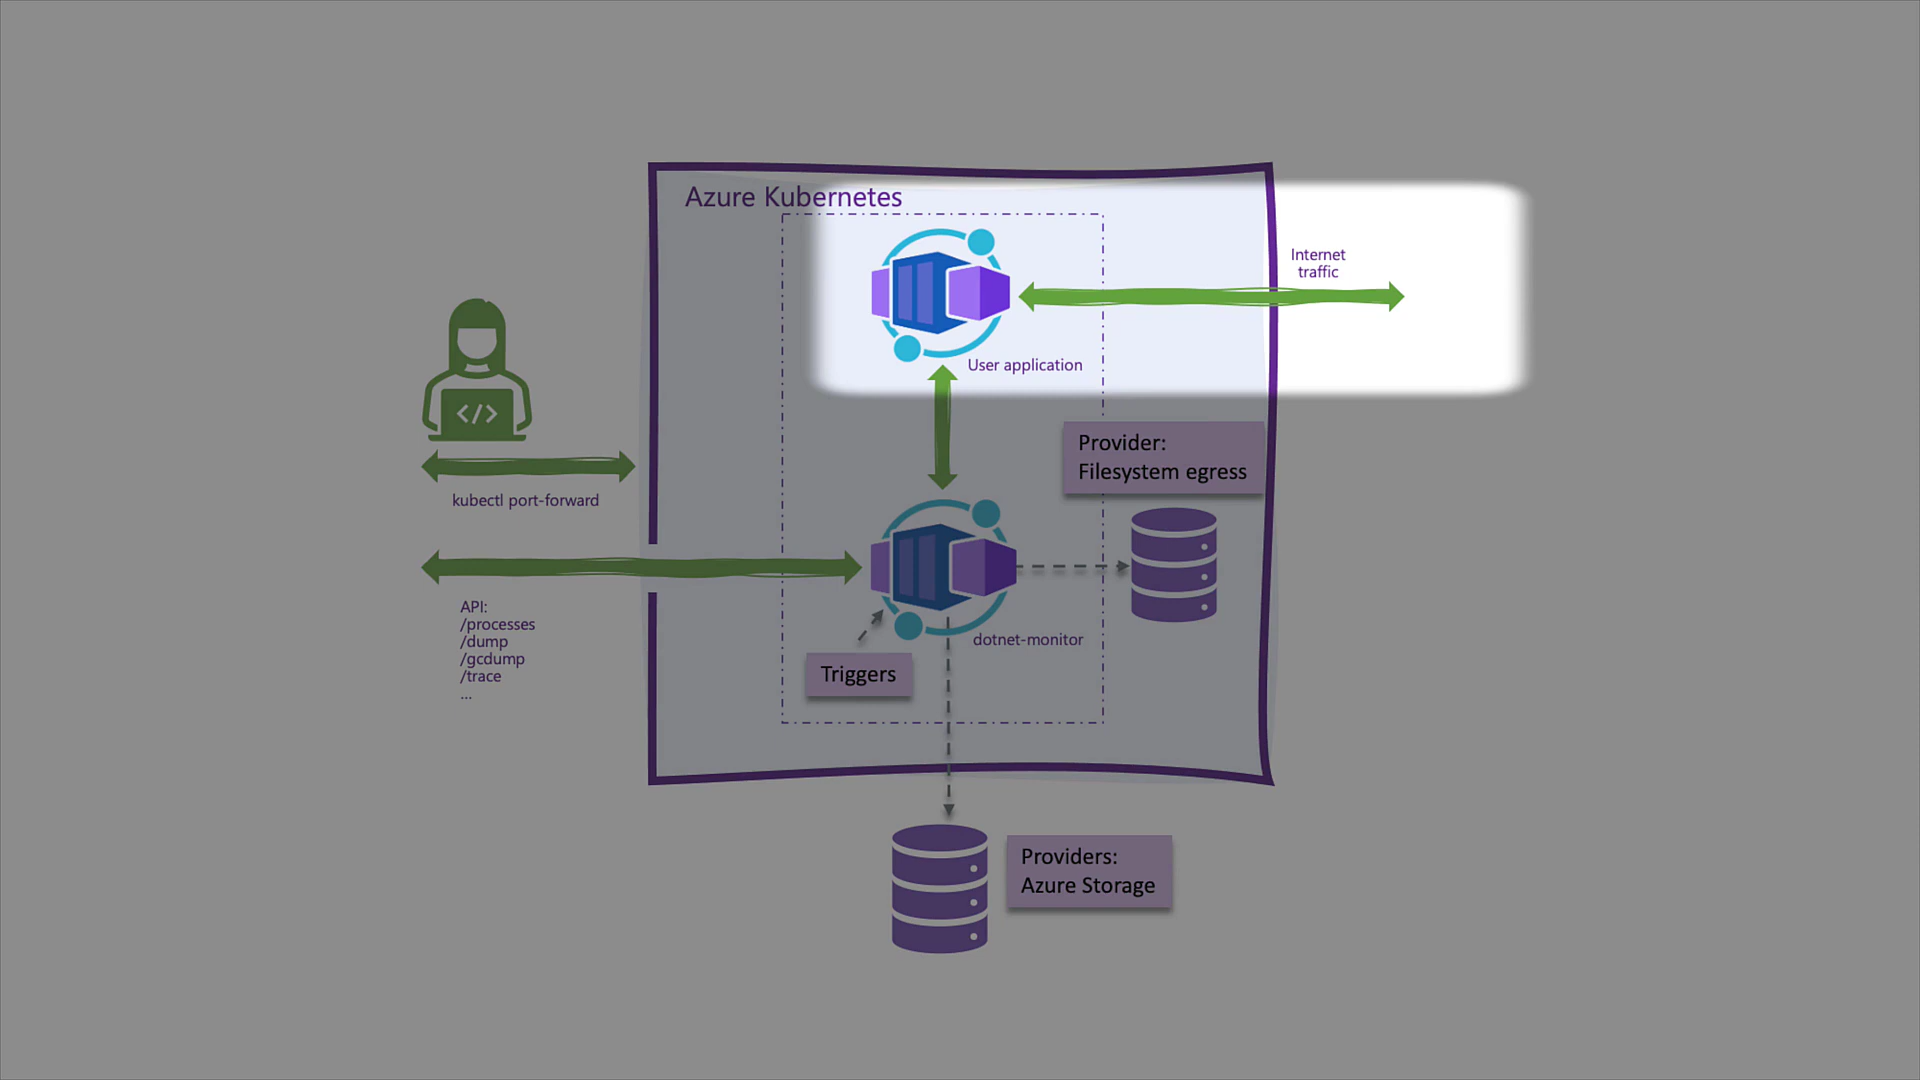 Azure Kubernetes
Internet
traffic
User application
</>
kubectl port-forward
Provider:
Filesystem egress
API:
/processes
/dump
/gcdump
/trace
...
dotnet-monitor
Triggers
Providers:
Azure Storage